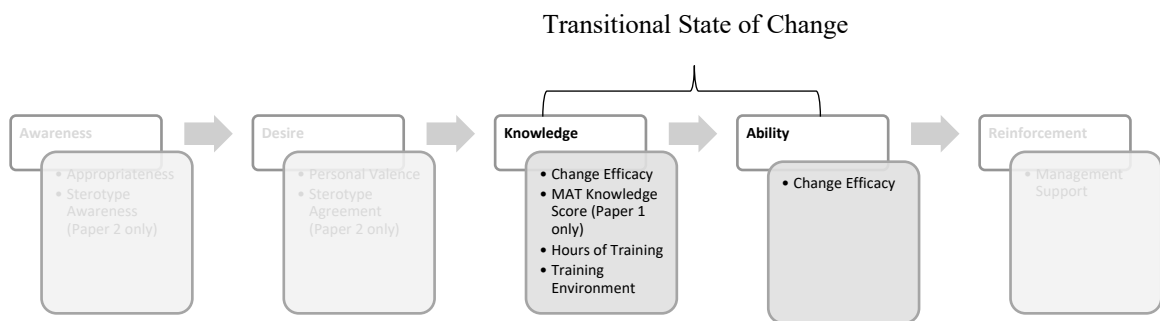 Transitional State of Change
Awareness
• Appropriateness
• Sterotype
Awareness
(Paper 2 only)
Desire
• Personal Valence
• Sterotype
Agreement
(Paper 2 only)
Knowledge
• Change Efficacy
• MAT Knowledge
Score (Paper 1
only)
• Hours of Training
• Training
Environment
Ability
• Change Efficacy
Reinforcement
• Management
Support